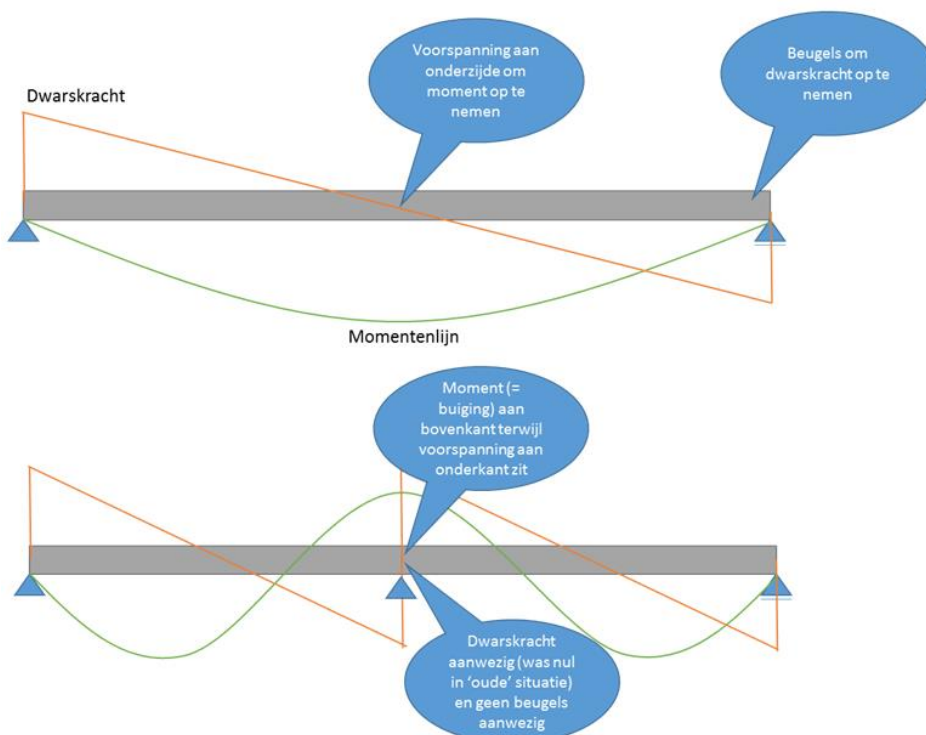 Voorspanning aan
onderzijde om
moment op te
nemen
Beugels om
dwarskracht op te
nemen
Dwarskracht
Momentenlijn
Moment (=
buiging) aan
bovenkant terwijl
voorspanning aan
onderkant zit
Dwarskracht
aanwezig (was nul
in ‘oude’ situatie)
en geen beugels
aanwezig